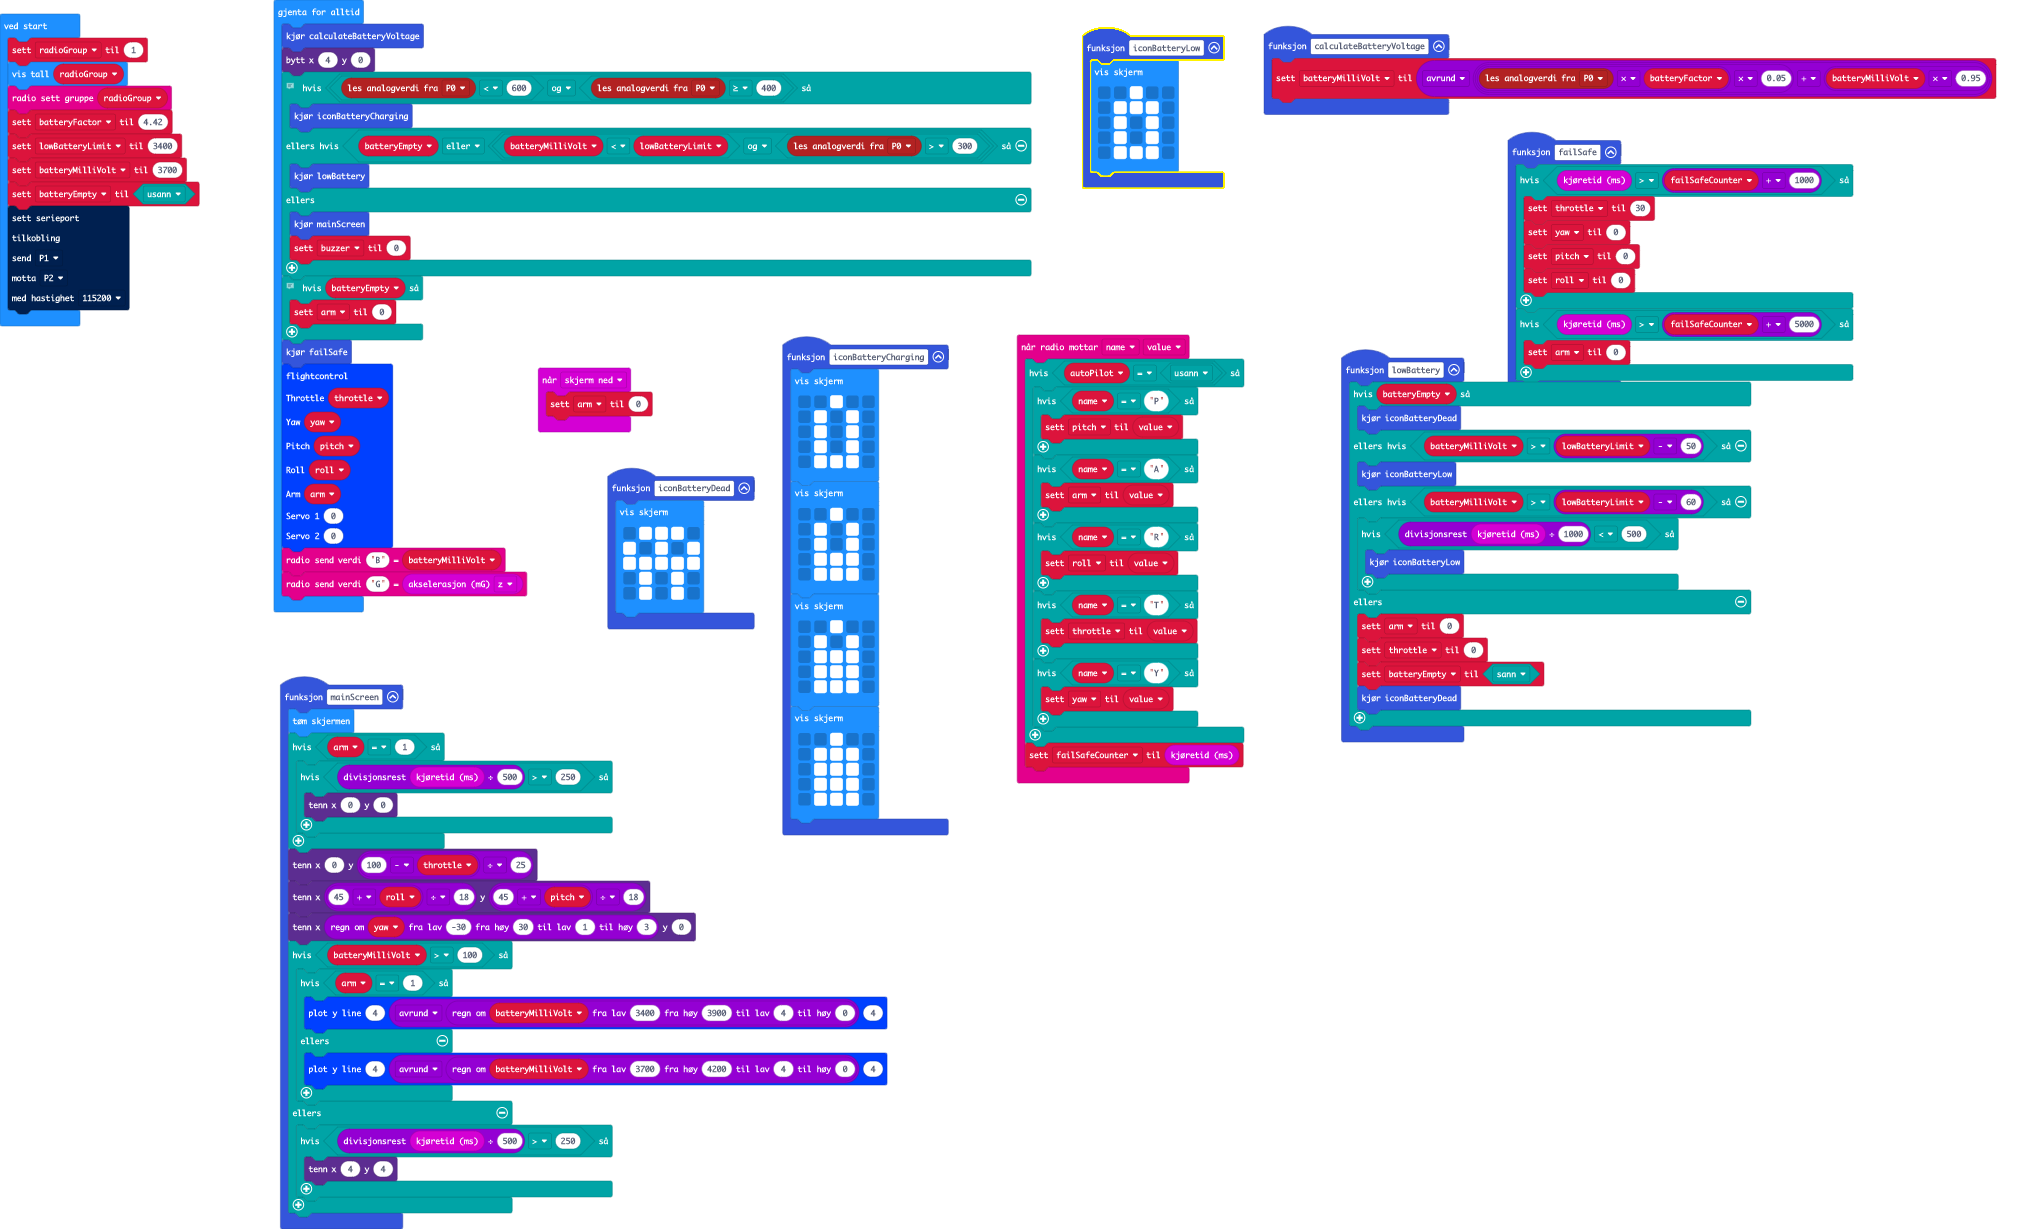 ved start
sett radioGroup til 1
vis tall radioGroup
radio sett gruppe radioGroup
sett batteryFactor til 4.42
sett lowBatteryLimit til 3400
sett batteryMilliVolt til 3700
sett batteryEmpty til usann
sett serieport
tilkobling
send P1
motta P2
med hastighet 115200
gjenta for alltid
kjør calculateBatteryVoltage
bytt x 4 y 0
hvis les analogverdi fra P0 < 600 og les analogverdi fra P0 ≥ 400 så
kjør iconBatteryCharging
ellers hvis batteryEmpty eller batteryMilliVolt < lowBatteryLimit og les analogverdi fra P0 > 300 så
kjør lowBattery
ellers
kjør mainScreen
sett buzzer til 0
hvis batteryEmpty så
sett arm til 0
kjør failSafe
flightcontrol
Throttle throttle
Yaw yaw
Pitch pitch
Roll roll
Arm arm
Servo 1 0
Servo 2 0
radio send verdi "B" = batteryMilliVolt
radio send verdi "G" = akselerasjon (mG) z
når skjerm ned
sett arm til 0
funksjon iconBatteryDead
vis skjerm
funksjon iconBatteryCharging
vis skjerm
vis skjerm
vis skjerm
vis skjerm
funksjon iconBatteryLow
vis skjerm
funksjon calculateBatteryVoltage
sett batteryMilliVolt til avrund les analogverdi fra P0 × batteryFactor × 0.05 + batteryMilliVolt × 0.95
funksjon failSafe
hvis kjøretid (ms) > failSafeCounter + 1000 så
sett throttle til 30
sett yaw til 0
sett pitch til 0
sett roll til 0
hvis kjøretid (ms) > failSafeCounter + 5000 så
sett arm til 0
når radio mottar name value
hvis autoPilot = usann så
hvis name = "P" så
sett pitch til value
hvis name = "A" så
sett arm til value
hvis name = "R" så
sett roll til value
hvis name = "T" så
sett throttle til value
hvis name = "Y" så
sett yaw til value
sett failSafeCounter til kjøretid (ms)
funksjon lowBattery
hvis batteryEmpty så
kjør iconBatteryDead
ellers hvis batteryMilliVolt > lowBatteryLimit - 50 så
kjør iconBatteryLow
ellers hvis batteryMilliVolt > lowBatteryLimit - 60 så
hvis divisjonsrest kjøretid (ms) ÷ 1000 < 500 så
kjør iconBatteryLow
ellers
sett arm til 0
sett throttle til 0
sett batteryEmpty til sann
kjør iconBatteryDead
funksjon mainScreen
tøm skjermen
hvis arm = 1 så
hvis divisjonsrest kjøretid (ms) ÷ 500 > 250 så
tenn x 0 y 0
tenn x 0 y 100 - throttle ÷ 25
tenn x 45 + roll ÷ 18 y 45 + pitch ÷ 18
tenn x regn om yaw fra lav -30 fra høy 30 til lav 1 til høy 3 y 0
hvis batteryMilliVolt > 100 så
hvis arm = 1 så
plot y line 4 avrund regn om batteryMilliVolt fra lav 3400 fra høy 3900 til lav 4 til høy 0 4
ellers
plot y line 4 avrund regn om batteryMilliVolt fra lav 3700 fra høy 4200 til lav 4 til høy 0 4
ellers
hvis divisjonsrest kjøretid (ms) ÷ 500 > 250 så
tenn x 4 y 4